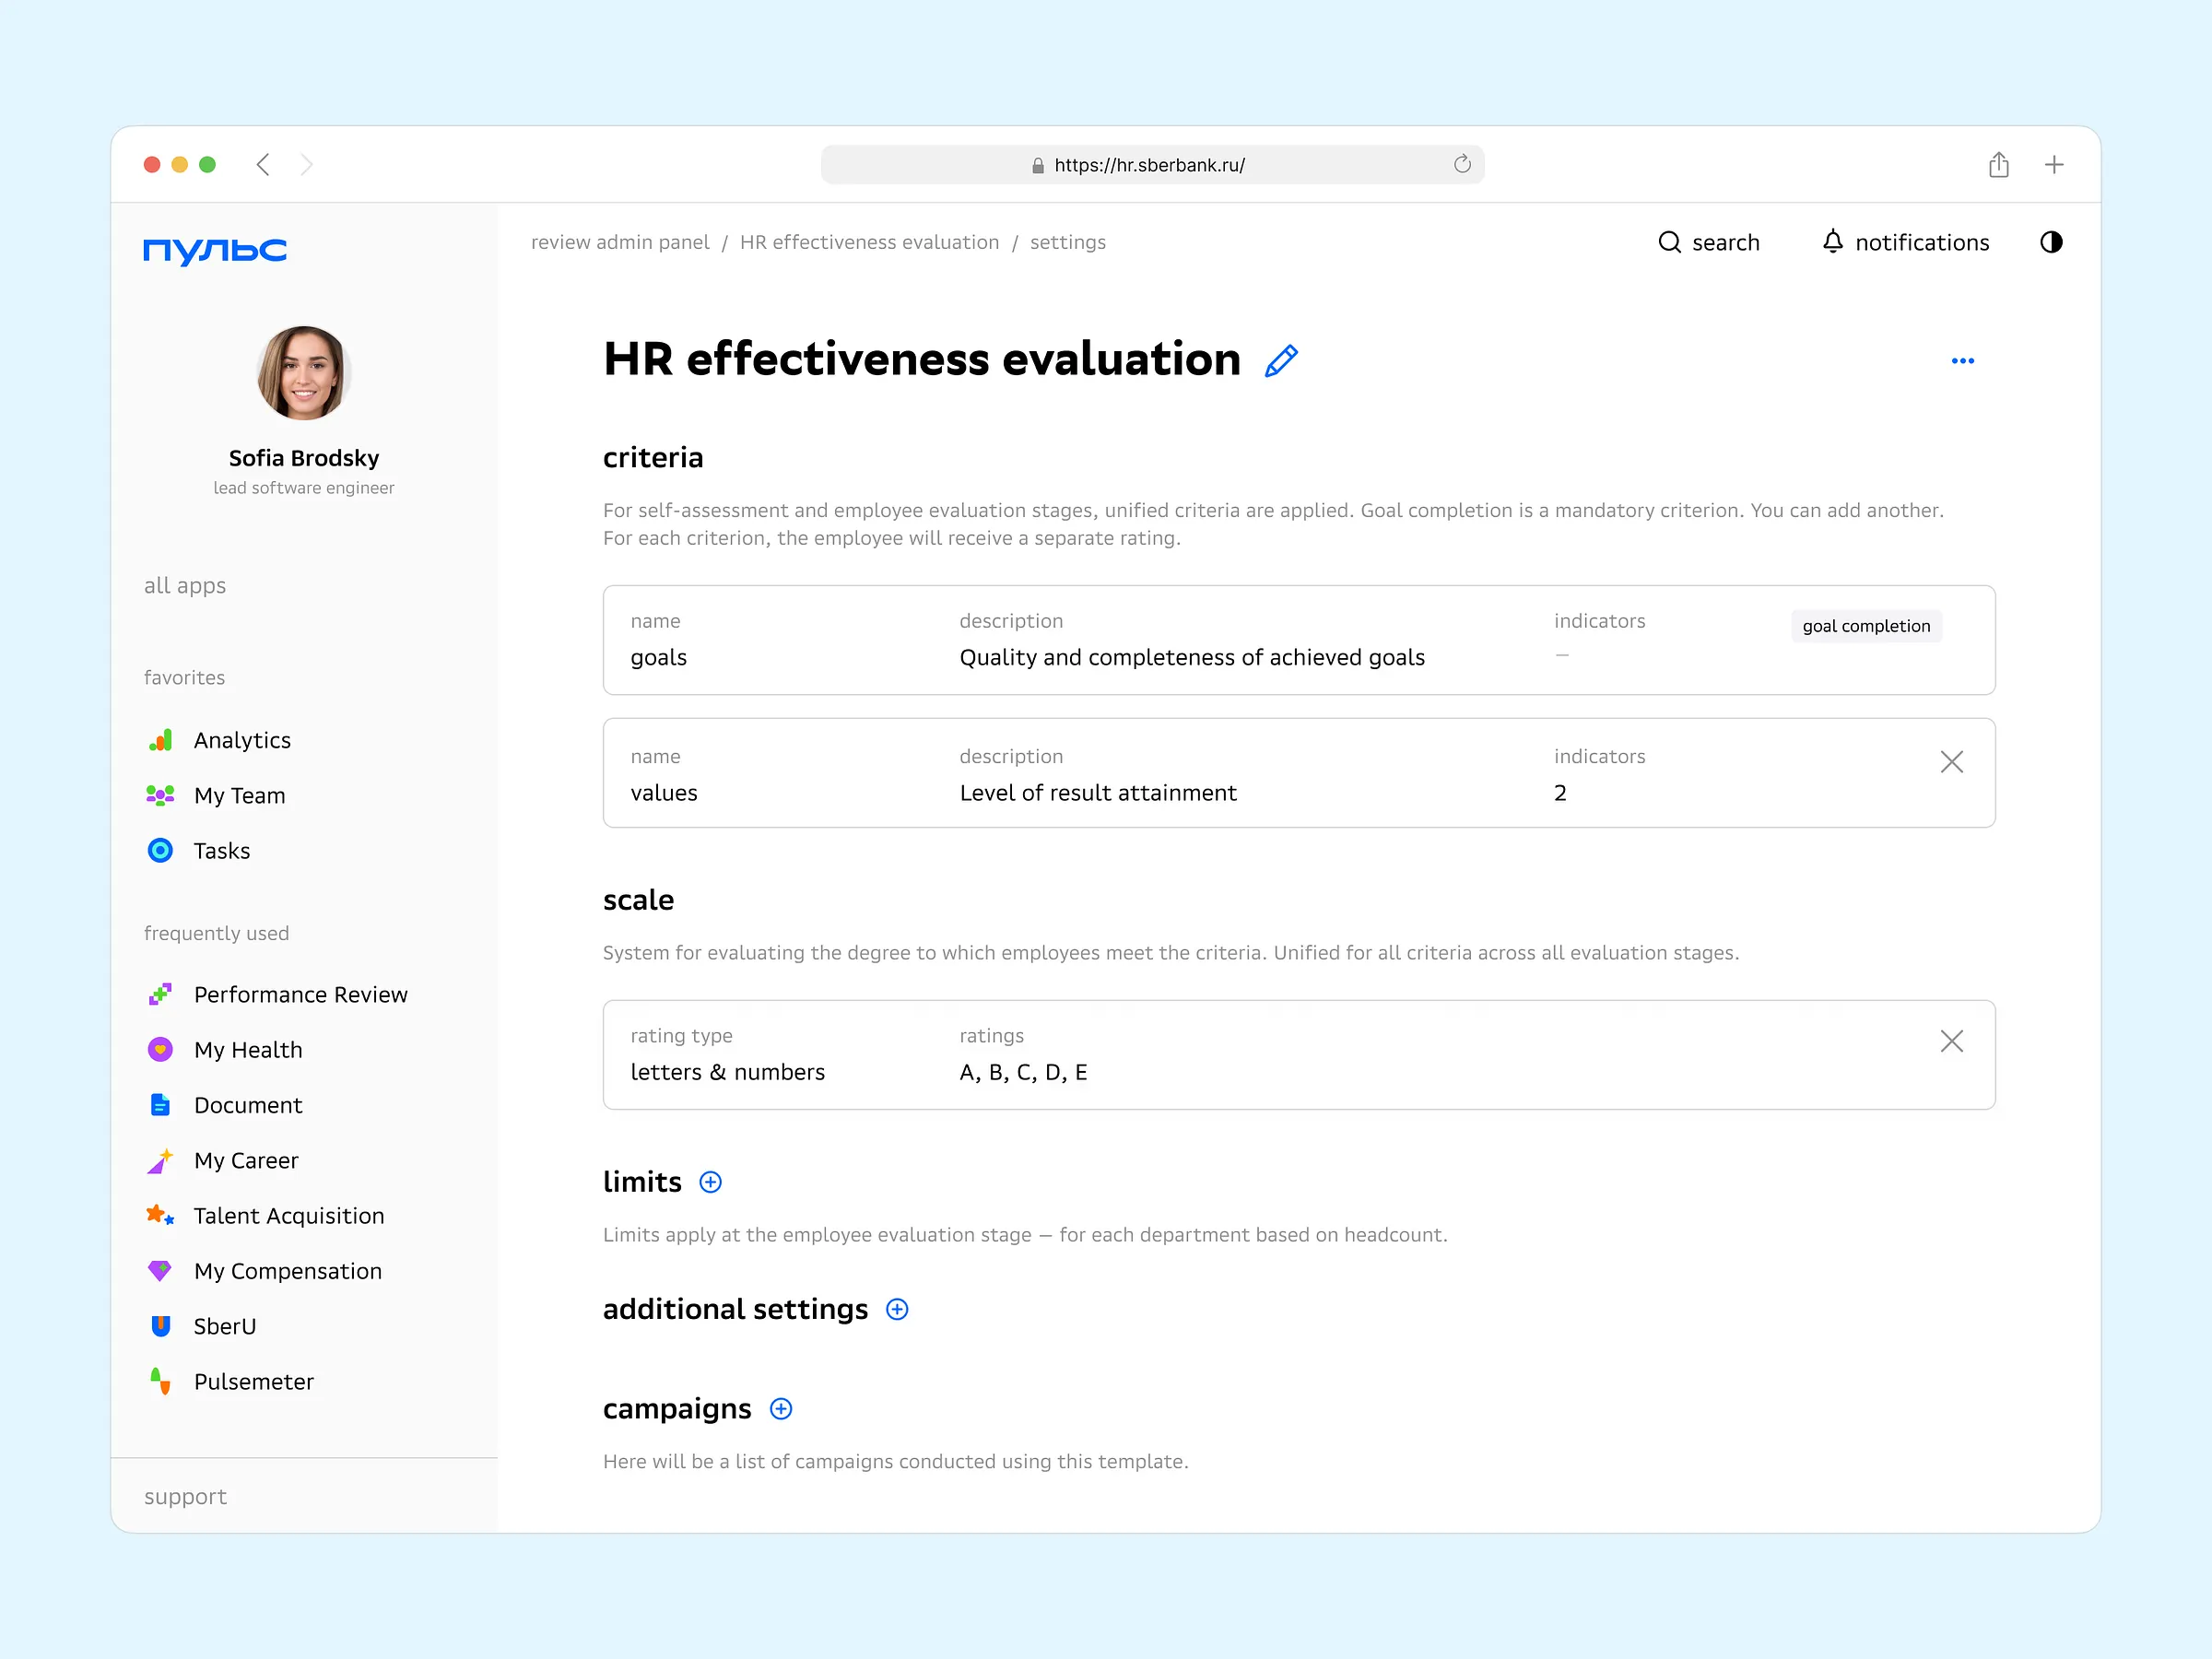 https://hr.sberbank.ru/
пульс
review admin panel / HR effectiveness evaluation / settings
search
notifications
Sofia Brodsky
lead software engineer
all apps
favorites
Analytics
My Team
Tasks
frequently used
Performance Review
My Health
Document
My Career
Talent Acquisition
My Compensation
SberU
Pulsemeter
support
HR effectiveness evaluation
criteria
For self-assessment and employee evaluation stages, unified criteria are applied. Goal completion is a mandatory criterion. You can add another.
For each criterion, the employee will receive a separate rating.
name description indicators goal completion
goals Quality and completeness of achieved goals –
name description indicators
values Level of result attainment 2
scale
System for evaluating the degree to which employees meet the criteria. Unified for all criteria across all evaluation stages.
rating type ratings
letters & numbers A, B, C, D, E
limits
Limits apply at the employee evaluation stage – for each department based on headcount.
additional settings
campaigns
Here will be a list of campaigns conducted using this template.